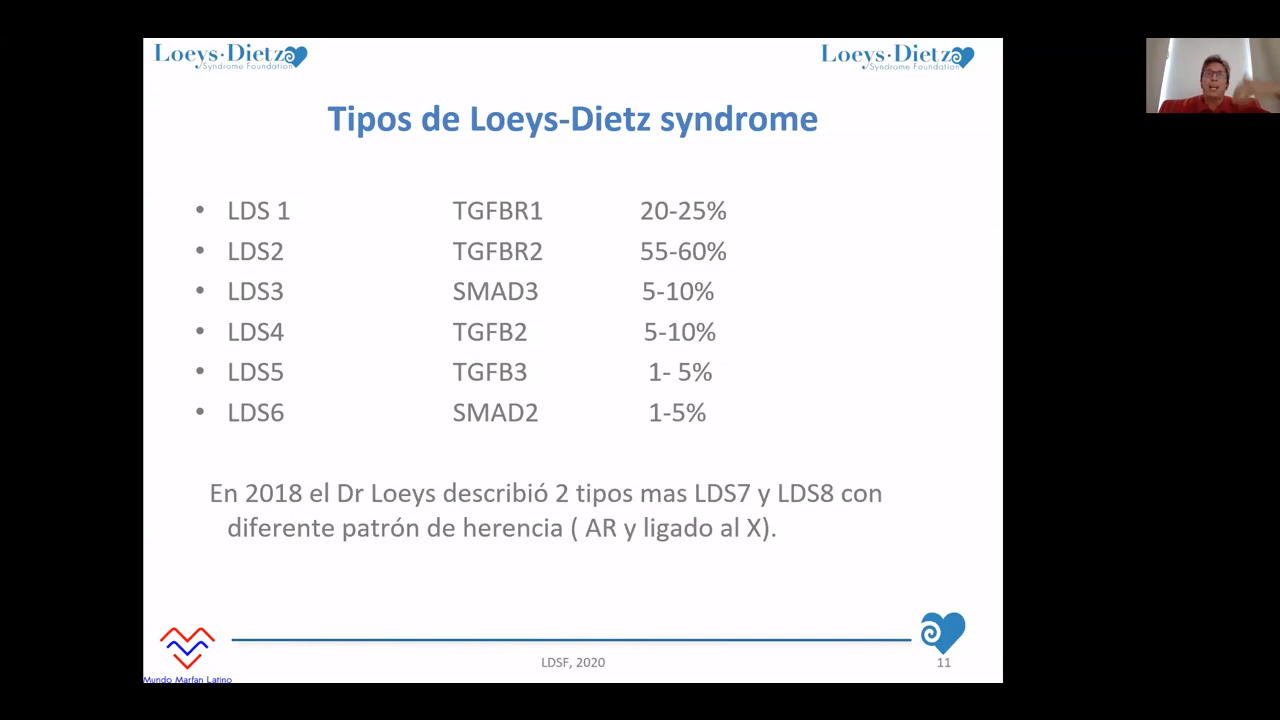 Loeys·Dietz
Syndrome Foundation
Loeys·Dietz
Syndrome Foundation
Tipos de Loeys-Dietz syndrome
• LDS 1 TGFBR1 20-25%
• LDS2 TGFBR2 55-60%
• LDS3 SMAD3 5-10%
• LDS4 TGFB2 5-10%
• LDS5 TGFB3 1- 5%
• LDS6 SMAD2 1-5%
En 2018 el Dr Loeys describió 2 tipos mas LDS7 y LDS8 con
diferente patrón de herencia ( AR y ligado al X).
Mundo Marfan Latino
LDSF, 2020
11